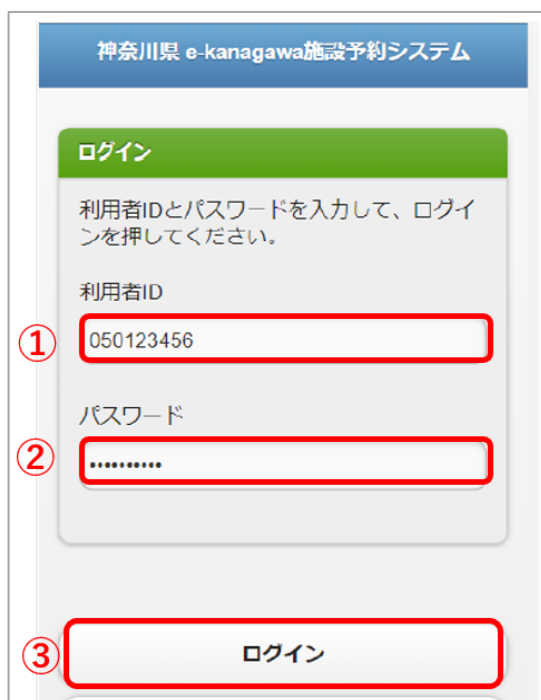 神奈川県 e-kanagawa施設予約システム
ログイン
利用者IDとパスワードを入力して、ログイ
ンを押してください。
利用者ID
① 050123456
パスワード
② ••••••••••
③ ログイン